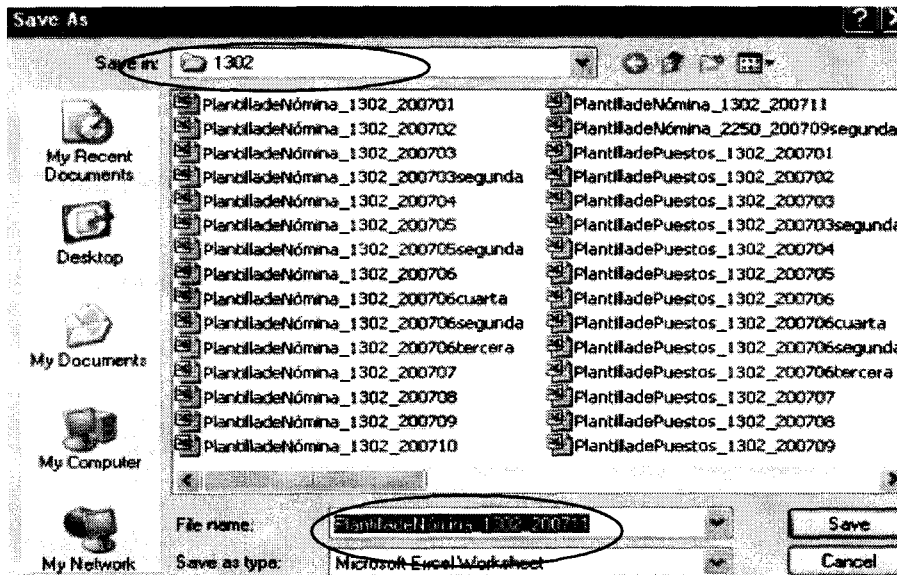 Save As
Save in: 1302
My Recent Documents
Desktop
My Documents
My Computer
My Network
PlantilladeNómina_1302_200701
PlantilladeNómina_1302_200702
PlantilladeNómina_1302_200703
PlantilladeNómina_1302_200703segunda
PlantilladeNómina_1302_200704
PlantilladeNómina_1302_200705
PlantilladeNómina_1302_200705segunda
PlantilladeNómina_1302_200706
PlantilladeNómina_1302_200706cuarta
PlantilladeNómina_1302_200706segunda
PlantilladeNómina_1302_200706tercera
PlantilladeNómina_1302_200707
PlantilladeNómina_1302_200708
PlantilladeNómina_1302_200709
PlantilladeNómina_1302_200710
PlantilladeNómina_1302_200711
PlantilladeNómina_2250_200709segunda
PlantilladePuestos_1302_200701
PlantilladePuestos_1302_200702
PlantilladePuestos_1302_200703
PlantilladePuestos_1302_200703segunda
PlantilladePuestos_1302_200704
PlantilladePuestos_1302_200705
PlantilladePuestos_1302_200706
PlantilladePuestos_1302_200706cuarta
PlantilladePuestos_1302_200706segunda
PlantilladePuestos_1302_200706tercera
PlantilladePuestos_1302_200707
PlantilladePuestos_1302_200708
PlantilladePuestos_1302_200709
File name: PlantilladeNómina_1302_200711
Save
Save as type: Microsoft Excel Worksheet
Cancel